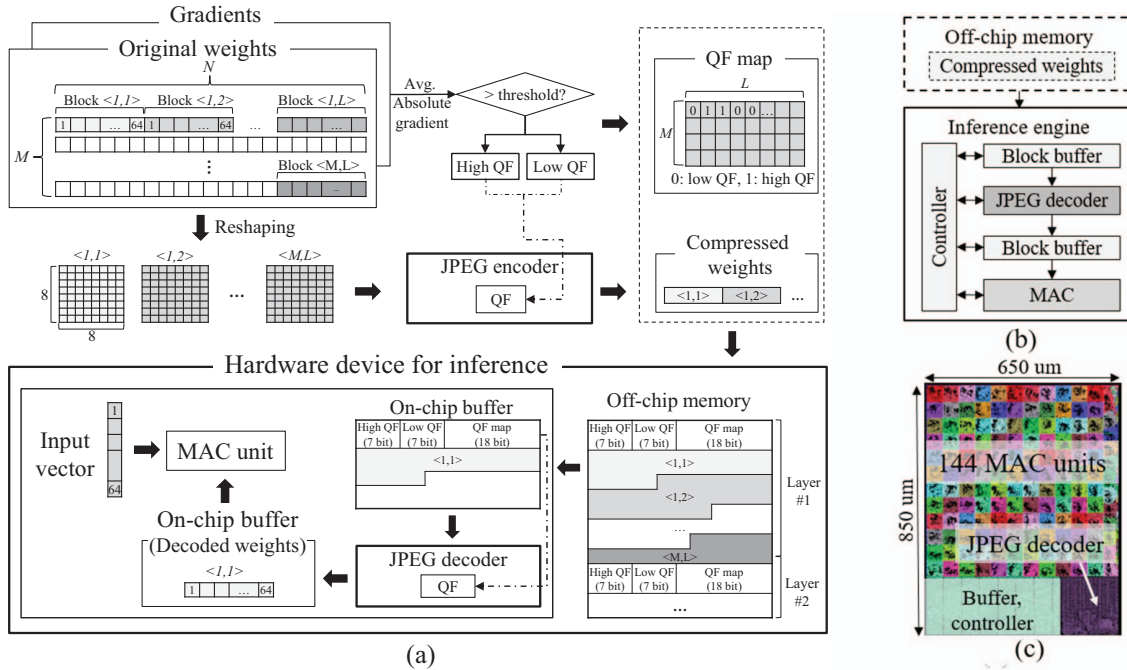 Gradients
Original weights
N
Block <1,1> Block <1,2> Block <1,L>
1 ... 64 1 ... 64 ... ...
M
⋮
Block <M,L>
...
Avg.
Absolute
gradient
> threshold?
High QF Low QF
QF map
L
M
0 1 1 0 0 ...
0: low QF, 1: high QF
Reshaping
<1,1> <1,2> <M,L>
8
8
...
JPEG encoder
QF
Compressed
weights
<1,1> <1,2> ...
Hardware device for inference
Input
vector
1
64
MAC unit
On-chip buffer
(Decoded weights)
<1,1>
1 ... 64
On-chip buffer
High QF (7 bit) Low QF (7 bit) QF map (18 bit)
<1,1>
JPEG decoder
QF
Off-chip memory
High QF (7 bit) Low QF (7 bit) QF map (18 bit)
<1,1>
<1,2>
...
<M,L>
High QF (7 bit) Low QF (7 bit) QF map (18 bit)
...
Layer
#1
Layer
#2
(a)
Off-chip memory
Compressed weights
Inference engine
Controller
Block buffer
JPEG decoder
Block buffer
MAC
(b)
650 um
850 um
144 MAC units
JPEG decoder
Buffer,
controller
(c)